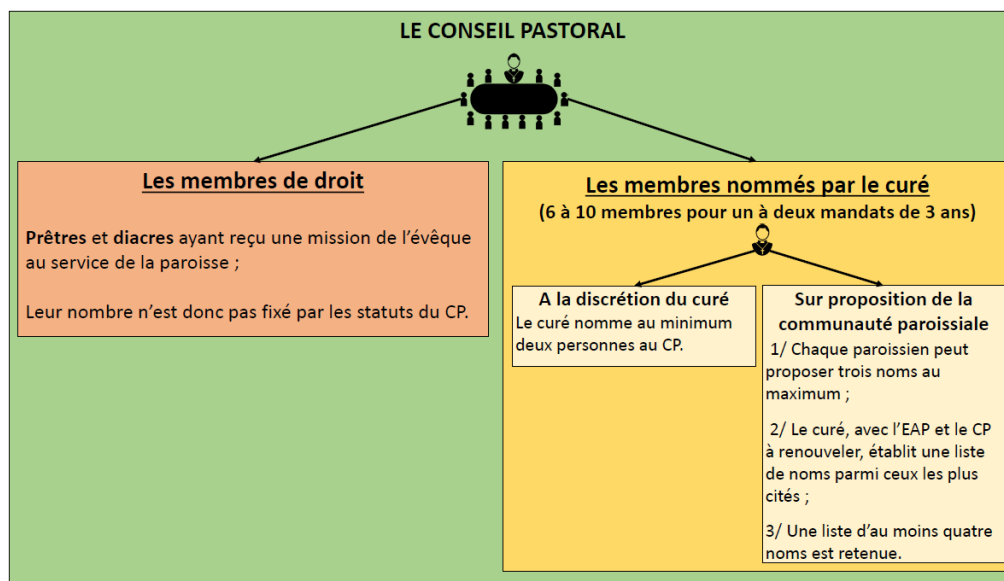 LE CONSEIL PASTORAL
Les membres de droit
Prêtres et diacres ayant reçu une mission de l'évêque
au service de la paroisse ;
Leur nombre n'est donc pas fixé par les statuts du CP.
Les membres nommés par le curé
(6 à 10 membres pour un à deux mandats de 3 ans)
A la discrétion du curé
Le curé nomme au minimum
deux personnes au CP.
Sur proposition de la
communauté paroissiale
1/ Chaque paroissien peut
proposer trois noms au
maximum ;
2/ Le curé, avec l'EAP et le CP
à renouveler, établit une liste
de noms parmi ceux les plus
cités ;
3/ Une liste d'au moins quatre
noms est retenue.